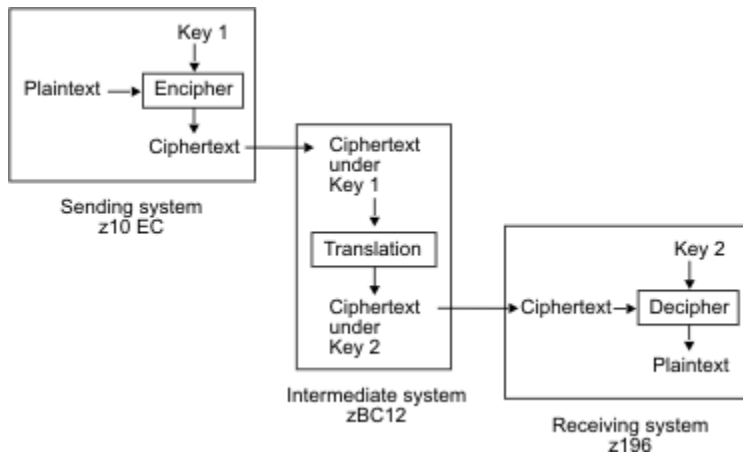 Key 1
Plaintext
Encipher
Ciphertext
Sending system
z10 EC
Ciphertext
under
Key 1
Translation
Ciphertext
under
Key 2
Intermediate system
zBC12
Key 2
Ciphertext
Decipher
Plaintext
Receiving system
z196